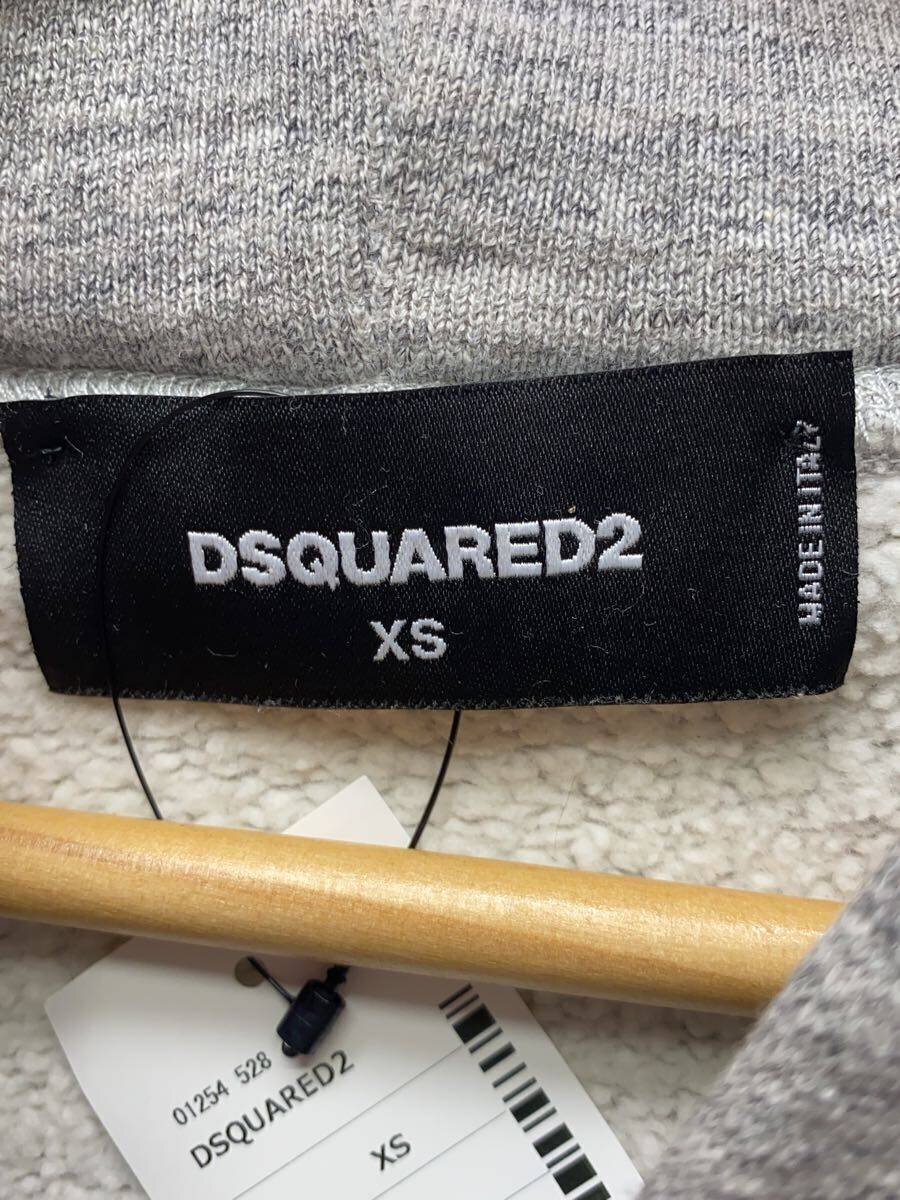 DSQUARED2
XS
MADE IN ITALY
01254 528
DSQUARED2
XS